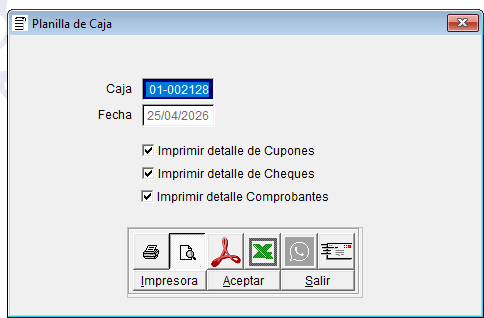 Planilla de Caja
Caja 01-002128
Fecha 25/04/2026
Imprimir detalle de Cupones
Imprimir detalle de Cheques
Imprimir detalle Comprobantes
Impresora Aceptar Salir